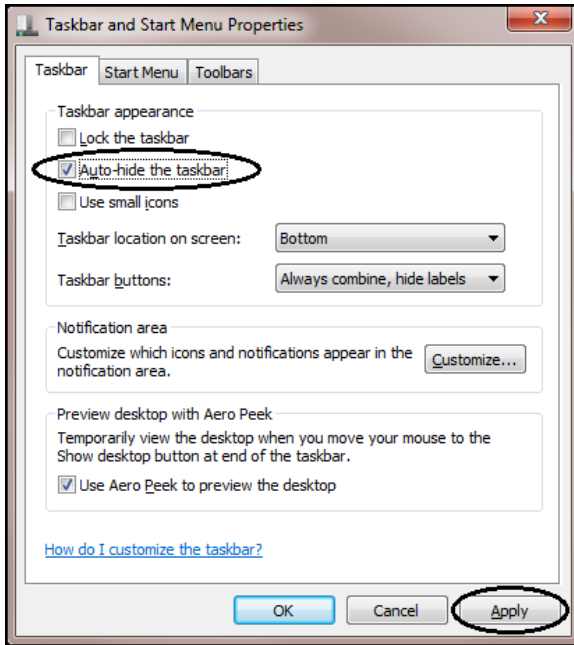 Taskbar and Start Menu Properties
Taskbar
Start Menu
Toolbars
Taskbar appearance
Lock the taskbar
Auto-hide the taskbar
Use small icons
Taskbar location on screen:
Bottom
Taskbar buttons:
Always combine, hide labels
Notification area
Customize which icons and notifications appear in the
notification area.
Customize...
Preview desktop with Aero Peek
Temporarily view the desktop when you move your mouse to the
Show desktop button at end of the taskbar.
Use Aero Peek to preview the desktop
How do I customize the taskbar?
OK
Cancel
Apply